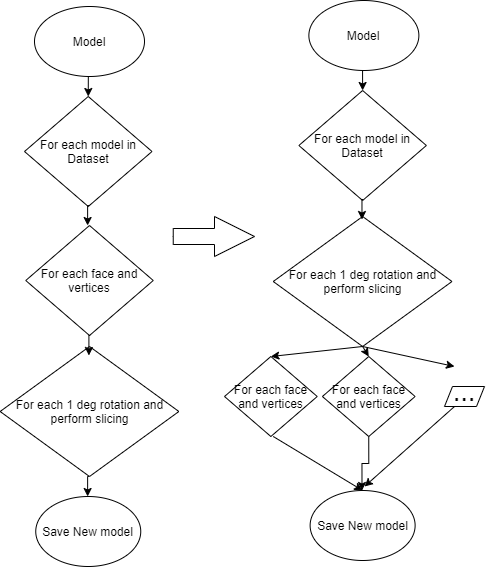 Model
For each model in
Dataset
For each face and
vertices
For each 1 deg rotation and
perform slicing
Save New model
Model
For each model in
Dataset
For each 1 deg rotation and
perform slicing
For each face
and vertices
For each face
and vertices
...
Save New model